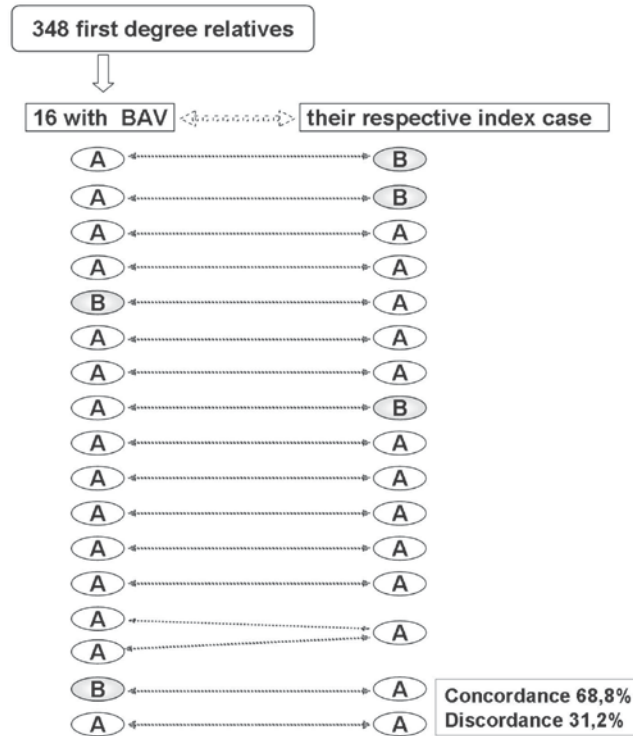 348 first degree relatives
16 with BAV their respective index case
A B
A B
A A
A A
B A
A A
A A
A B
A A
A A
A A
A A
A A
A
A
A
B A
A A
Concordance 68,8%
Discordance 31,2%